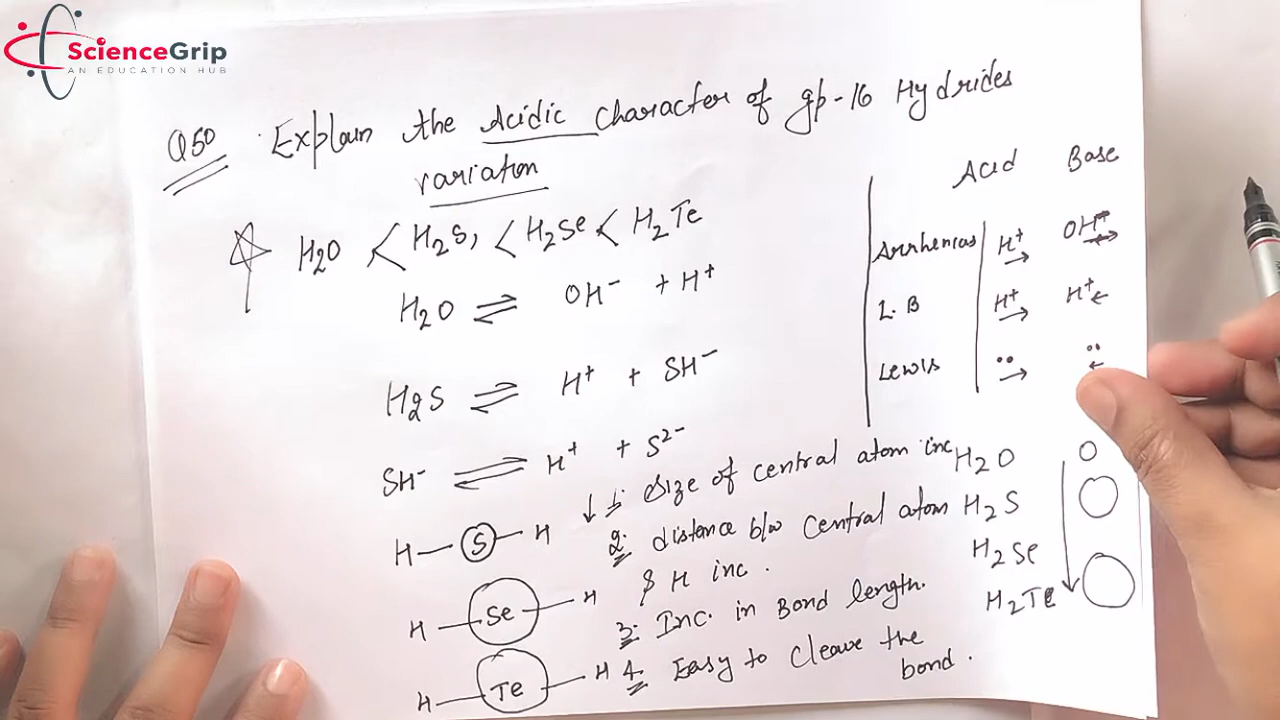 ScienceGrip
AN EDUCATION HUB
Q50 Explain the Acidic character of gp-16 Hydrides
variation
H2O < H2S, < H2Se < H2Te
H2O ⇌ OH⁻ + H⁺
H2S ⇌ H⁺ + SH⁻
SH⁻ ⇌ H⁺ + S²⁻
Acid Base
Arrhenias H⁺ → OH⁻ →
L.B H⁺ → H⁺ ←
Lewis •• → •• ←
↓ 1. Size of central atom inc
2. distance b/w central atom
& H inc.
3. Inc. in Bond length.
4. Easy to cleave the
bond.
H—S—H
H—Se—H
H—Te—H
H2O
H2S
H2Se
H2Te